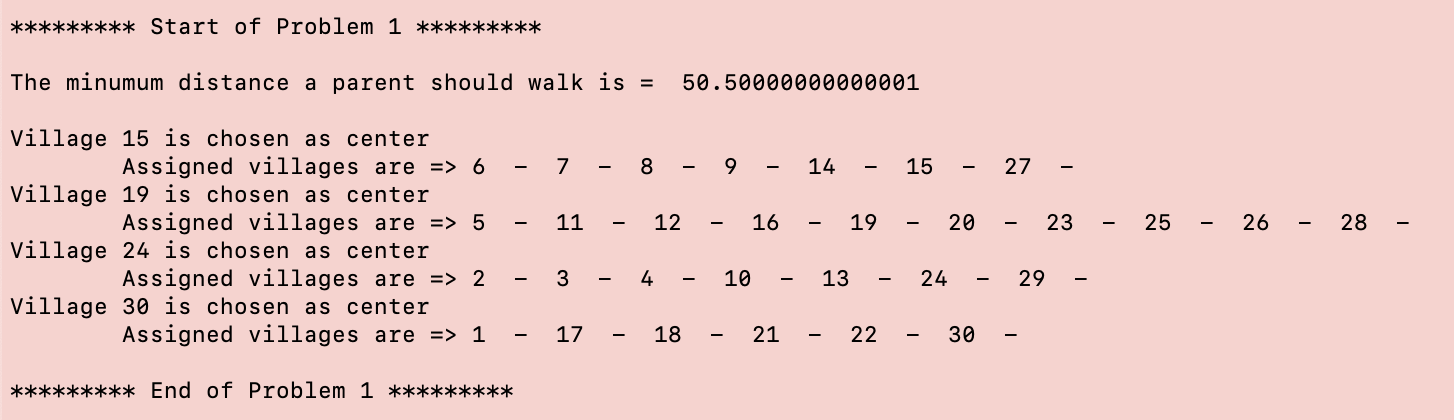 ********* Start of Problem 1 *********
The minumum distance a parent should walk is =  50.50000000000001
Village 15 is chosen as center
Assigned villages are => 6  -  7  -  8  -  9  -  14  -  15  -  27  -
Village 19 is chosen as center
Assigned villages are => 5  -  11  -  12  -  16  -  19  -  20  -  23  -  25  -  26  -  28  -
Village 24 is chosen as center
Assigned villages are => 2  -  3  -  4  -  10  -  13  -  24  -  29  -
Village 30 is chosen as center
Assigned villages are => 1  -  17  -  18  -  21  -  22  -  30  -
********* End of Problem 1 *********